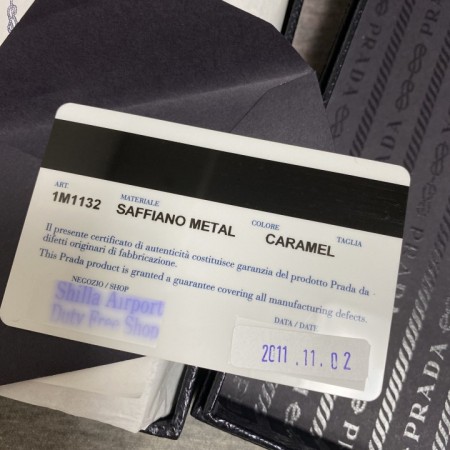 ART.
1M1132
MATERIALE
SAFFIANO METAL
COLORE
CARAMEL
TAGLIA
Il presente certificato di autenticità costituisce garanzia del prodotto Prada da
difetti originari di fabbricazione.
This Prada product is granted a guarantee covering all manufacturing defects.
NEGOZIO / SHOP
Shilla Airport
Duty Free Shop
DATA / DATE
2011 .11. 02
PRADA
PRADA
PRADA
PRADA